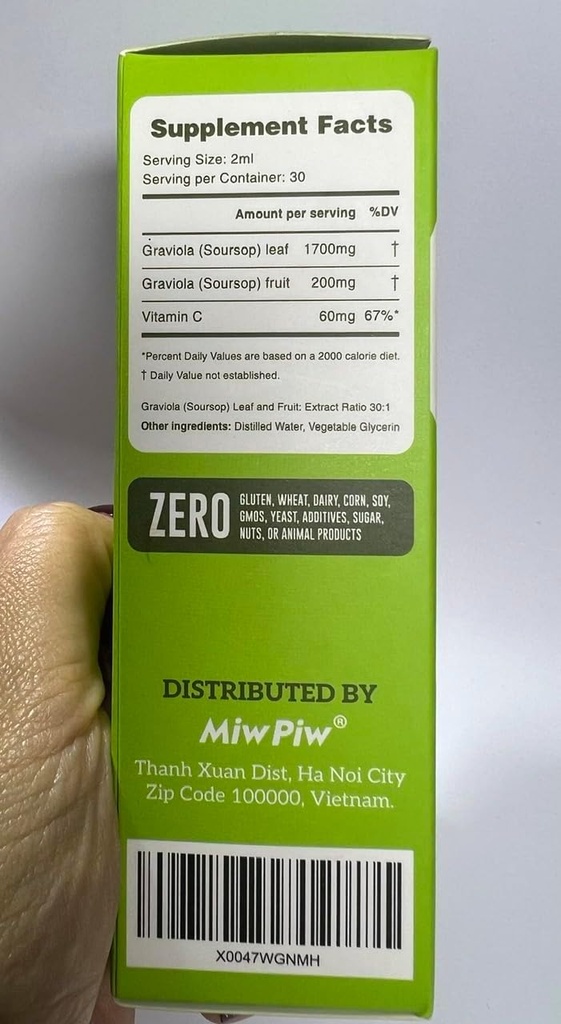 Supplement Facts
Serving Size: 2ml
Serving per Container: 30
Amount per serving %DV
Graviola (Soursop) leaf 1700mg †
Graviola (Soursop) fruit 200mg †
Vitamin C 60mg 67%*
*Percent Daily Values are based on a 2000 calorie diet.
† Daily Value not established.
Graviola (Soursop) Leaf and Fruit: Extract Ratio 30:1
Other ingredients: Distilled Water, Vegetable Glycerin
ZERO GLUTEN, WHEAT, DAIRY, CORN, SOY,
GMOS, YEAST, ADDITIVES, SUGAR,
NUTS, OR ANIMAL PRODUCTS
DISTRIBUTED BY
MiwPiw®
Thanh Xuan Dist, Ha Noi City
Zip Code 100000, Vietnam.
X0047WGNMH